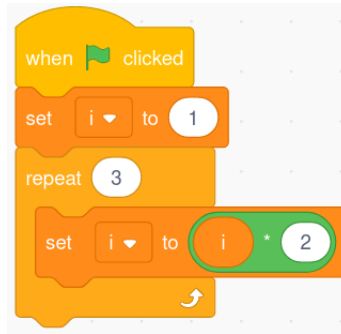 when clicked
set i to 1
repeat 3
set i to i * 2